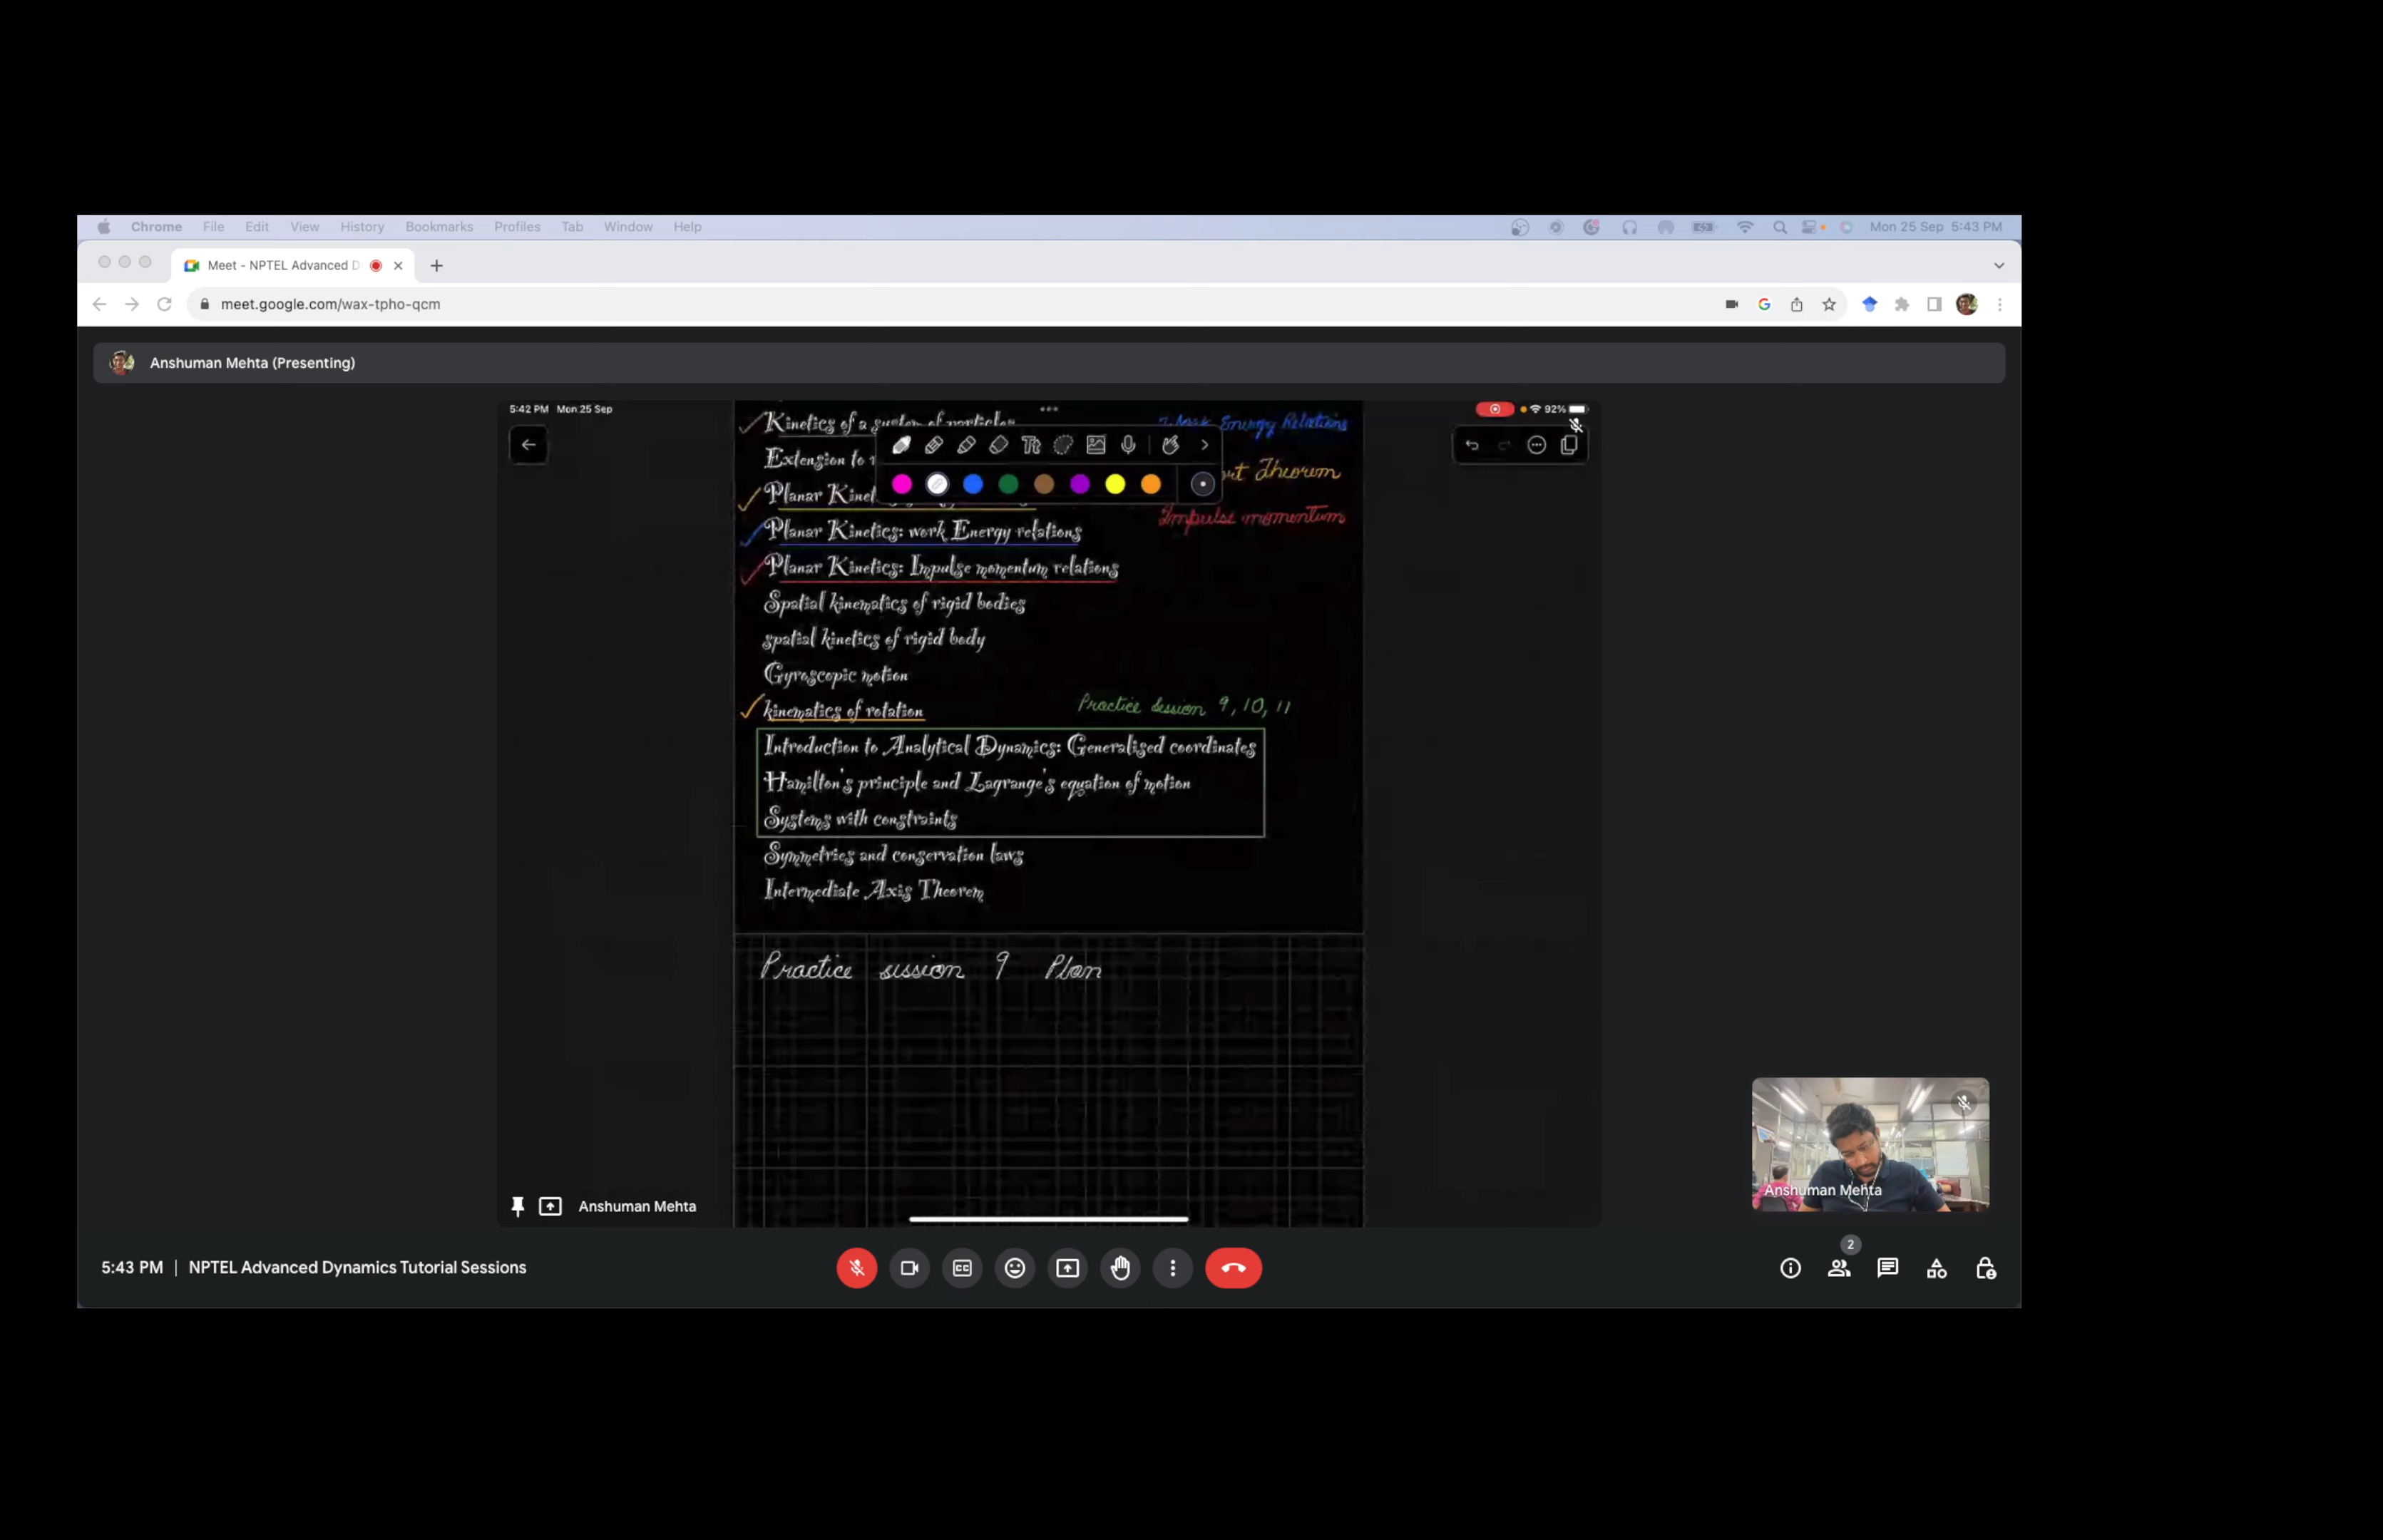 Chrome File Edit View History Bookmarks Profiles Tab Window Help Mon 25 Sep 5:43 PM
Meet - NPTEL Advanced D
meet.google.com/wax-tpho-qcm
Anshuman Mehta (Presenting)
5:42 PM Mon 25 Sep 92%
Kinetics of a system of particles
Energy Relations
Extension to
Theorem
Planar
Impulse momentum
Planar Kinetics: work Energy relations
Planar Kinetics: Impulse momentum relations
Spatial kinematics of rigid bodies
spatial kinetics of rigid body
Gyroscopic motion
kinematics of rotation
Practice session 9, 10, 11
Introduction to Analytical Dynamics: Generalised coordinates
Hamilton's principle and Lagrange's equation of motion
Systems with constraints
Symmetries and conservation laws
Intermediate Axis Theorem
Practice session 9 Plan
Anshuman Mehta
Anshuman Mehta
5:43 PM | NPTEL Advanced Dynamics Tutorial Sessions
2